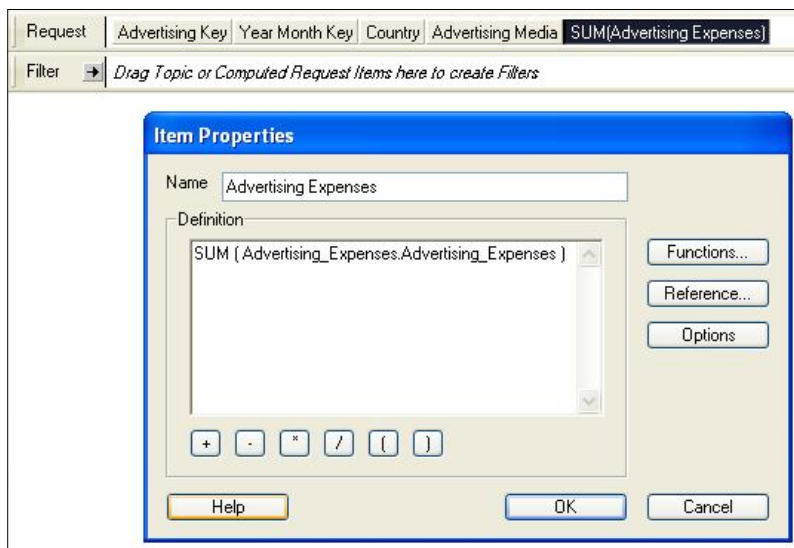 Request Advertising Key Year Month Key Country Advertising Media SUM(Advertising Expenses)
Filter Drag Topic or Computed Request Items here to create Filters
Item Properties
Name Advertising Expenses
Definition
SUM ( Advertising_Expenses.Advertising_Expenses )
Functions...
Reference...
Options
+ - * / ( )
Help OK Cancel